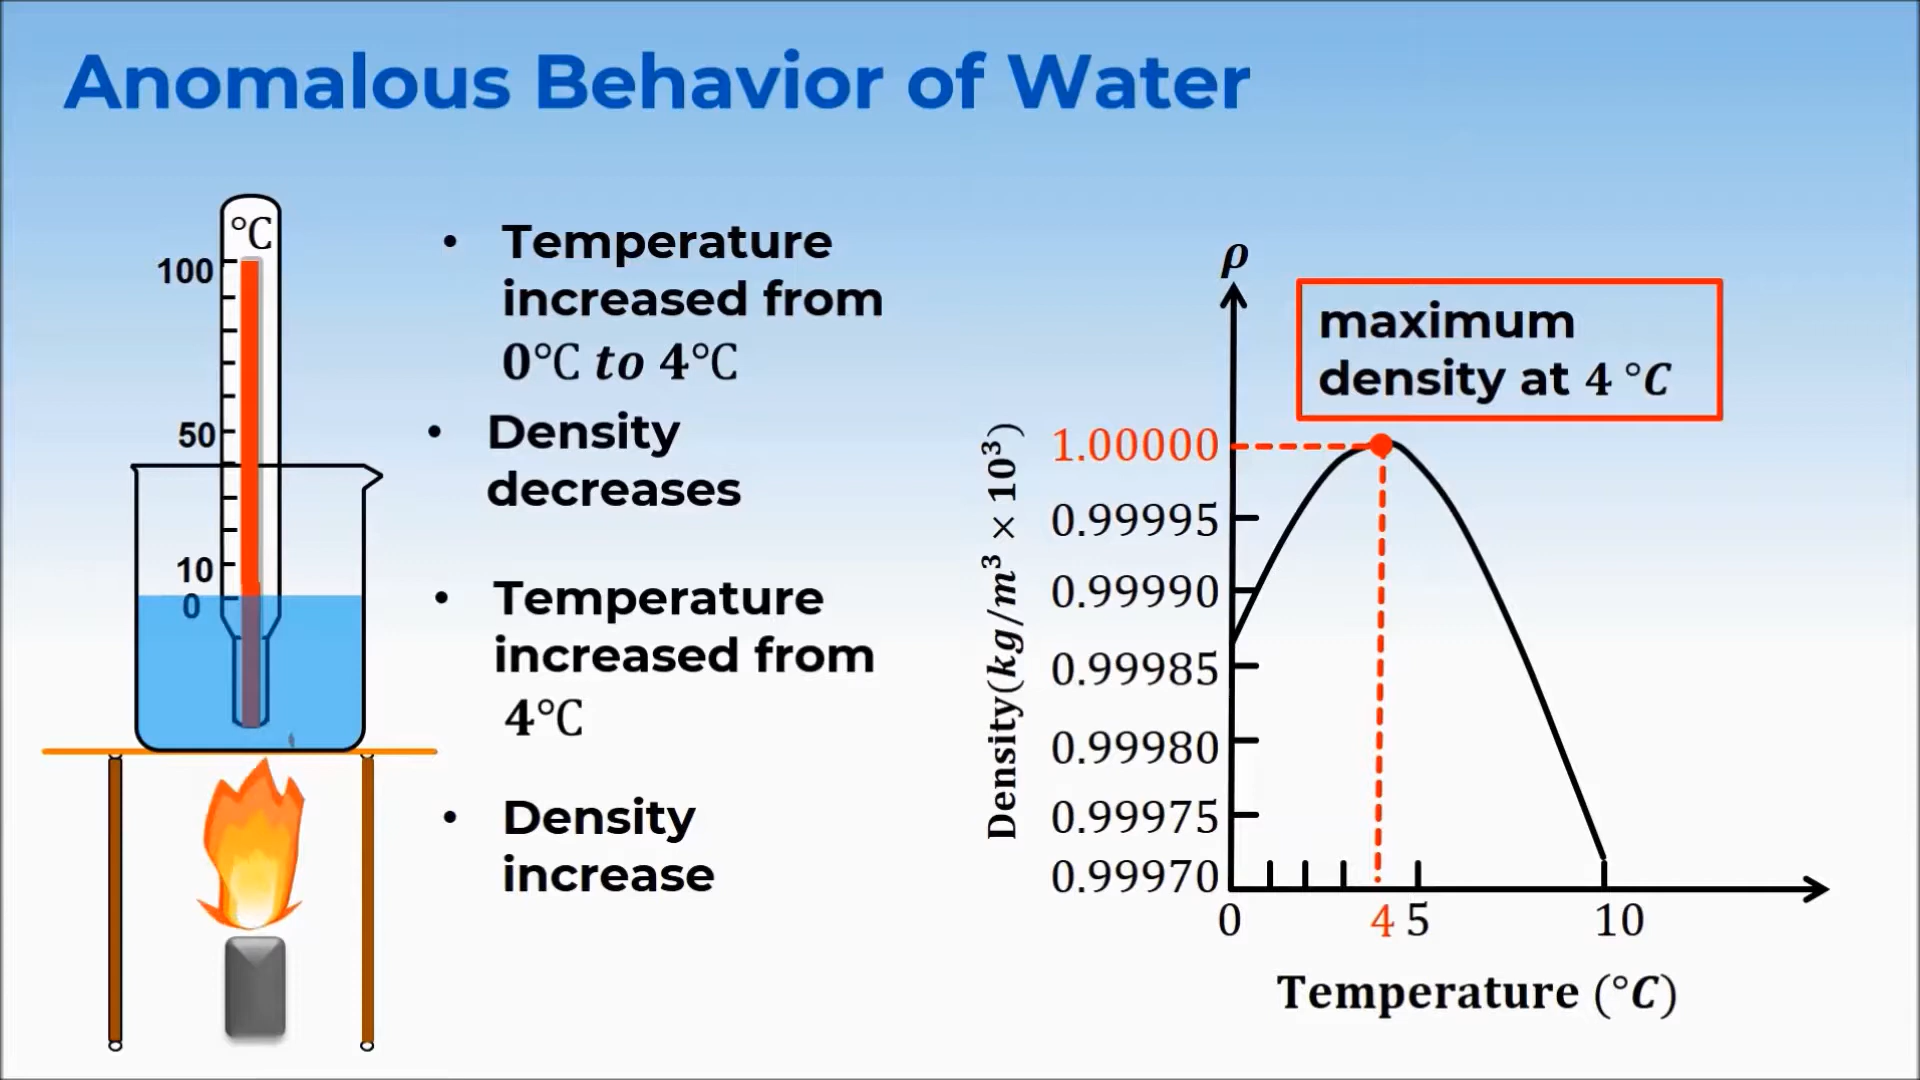 Anomalous Behavior of Water
°C
100
50
10
0
• Temperature
increased from
0°C to 4°C
• Density
decreases
• Temperature
increased from
4°C
• Density
increase
ρ
maximum
density at 4 °C
Density(kg/m³ × 10³)
1.00000
0.99995
0.99990
0.99985
0.99980
0.99975
0.99970
0 4 5 10
Temperature (°C)